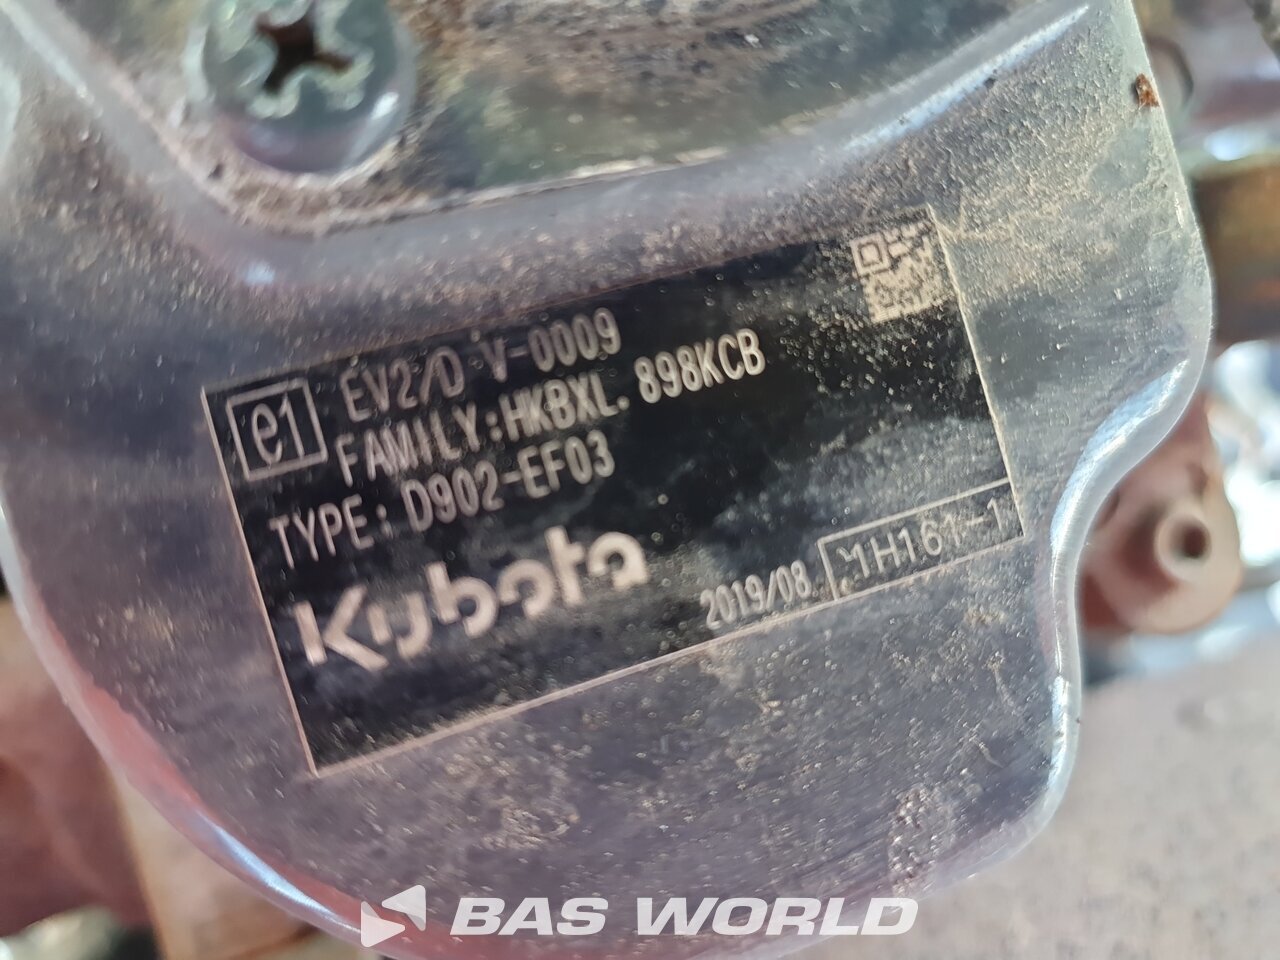 e1 EV2/D V-0009
FAMILY:HKBXL.898KCB
TYPE: D902-EF03
Kubota
2019/08
BAS WORLD